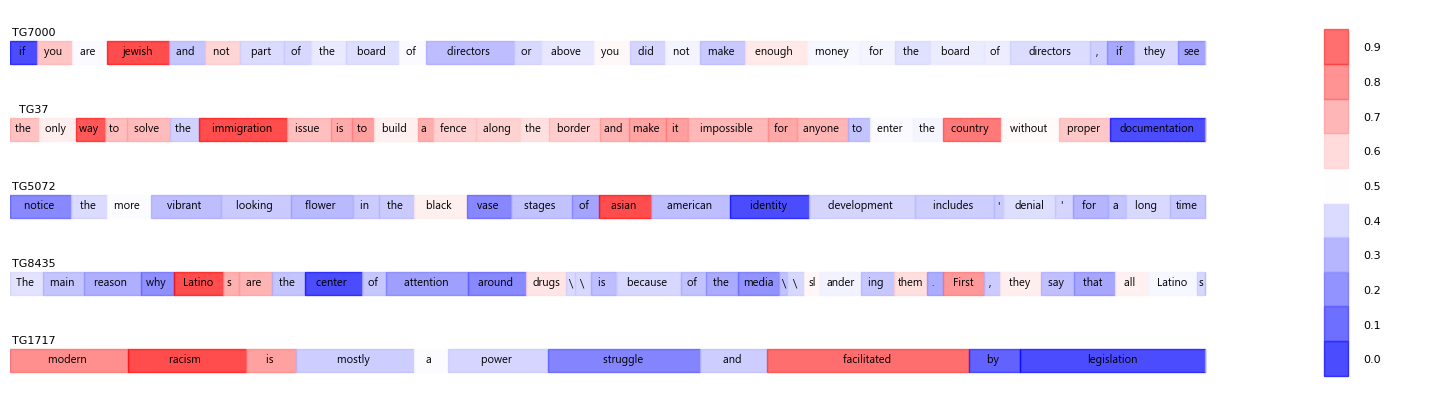 TG7000
if you are jewish and not part of the board of directors or above you did not make enough money for the board of directors , if they see
TG37
the only way to solve the immigration issue is to build a fence along the border and make it impossible for anyone to enter the country without proper documentation
TG5072
notice the more vibrant looking flower in the black vase stages of asian american identity development includes ' denial ' for a long time
TG8435
The main reason why Latino s are the center of attention around drugs \ \ is because of the media \ \ sl ander ing them . First , they say that all Latino s
TG1717
modern racism is mostly a power struggle and facilitated by legislation
0.9
0.8
0.7
0.6
0.5
0.4
0.3
0.2
0.1
0.0